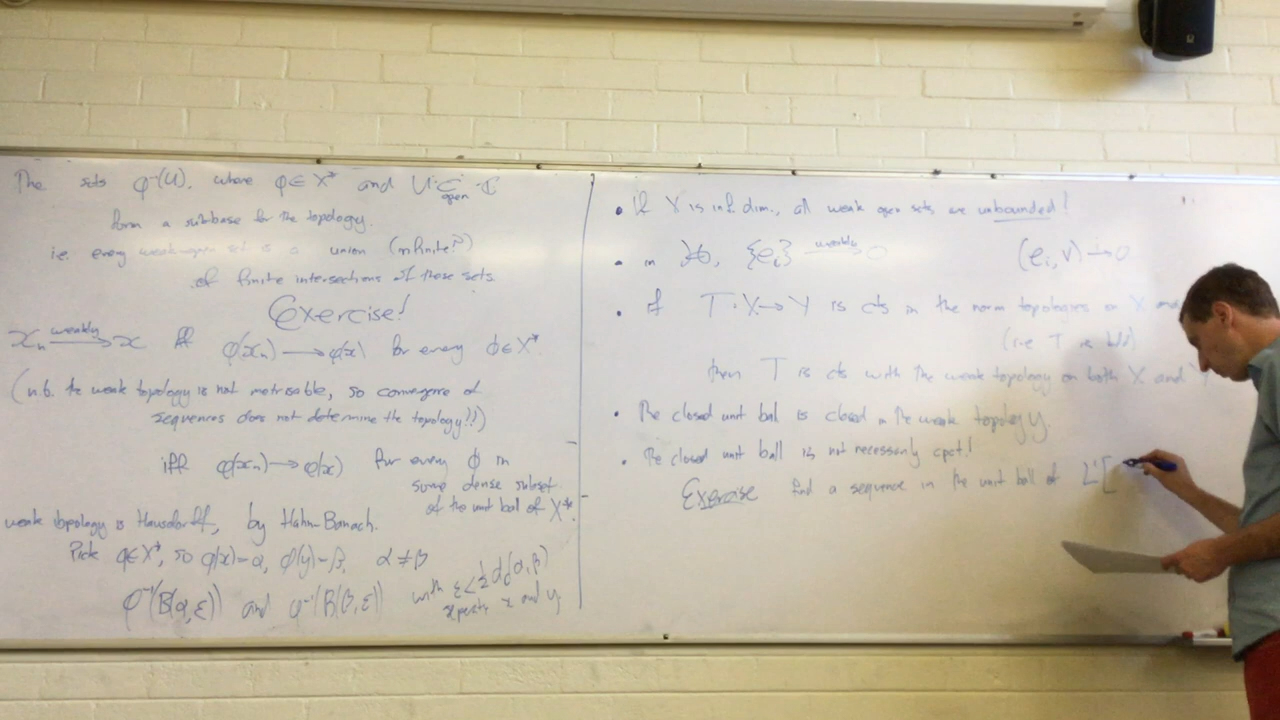 The sets φ⁻¹(U), where φ∈X* and U⊂ℂ open
form a subbase for the topology.
i.e. every weak open set is a union (infinite?)
of finite intersections of these sets.
Exercise!
xₙ weakly→ x iff φ(xₙ)→φ(x) for every φ∈X*
(n.b. the weak topology is not metrisable, so convergence of
sequences does not determine the topology!!)
iff φ(xₙ)→φ(x) for every φ in
some dense subset
of the unit ball of X*.
weak topology is Hausdorff, by Hahn-Banach.
Pick φ∈X*, so φ(x)=α, φ(y)=β, α≠β
φ⁻¹(B(α,ε)) and φ⁻¹(B(β,ε)) with ε<½d(α,β)
x and y.
• if X is inf. dim., all weak open sets are unbounded!
• in ℋ, {eᵢ} weakly→ 0 (eᵢ,v) i→ 0
• if T:X→Y is cts in the norm topologies on X and
(i.e. T is bdd)
then T is cts with the weak topology on both X and Y
• The closed unit ball is closed in the weak topology.
• The closed unit ball is not necessarily cpct!
Exercise find a sequence in the unit ball of L¹[